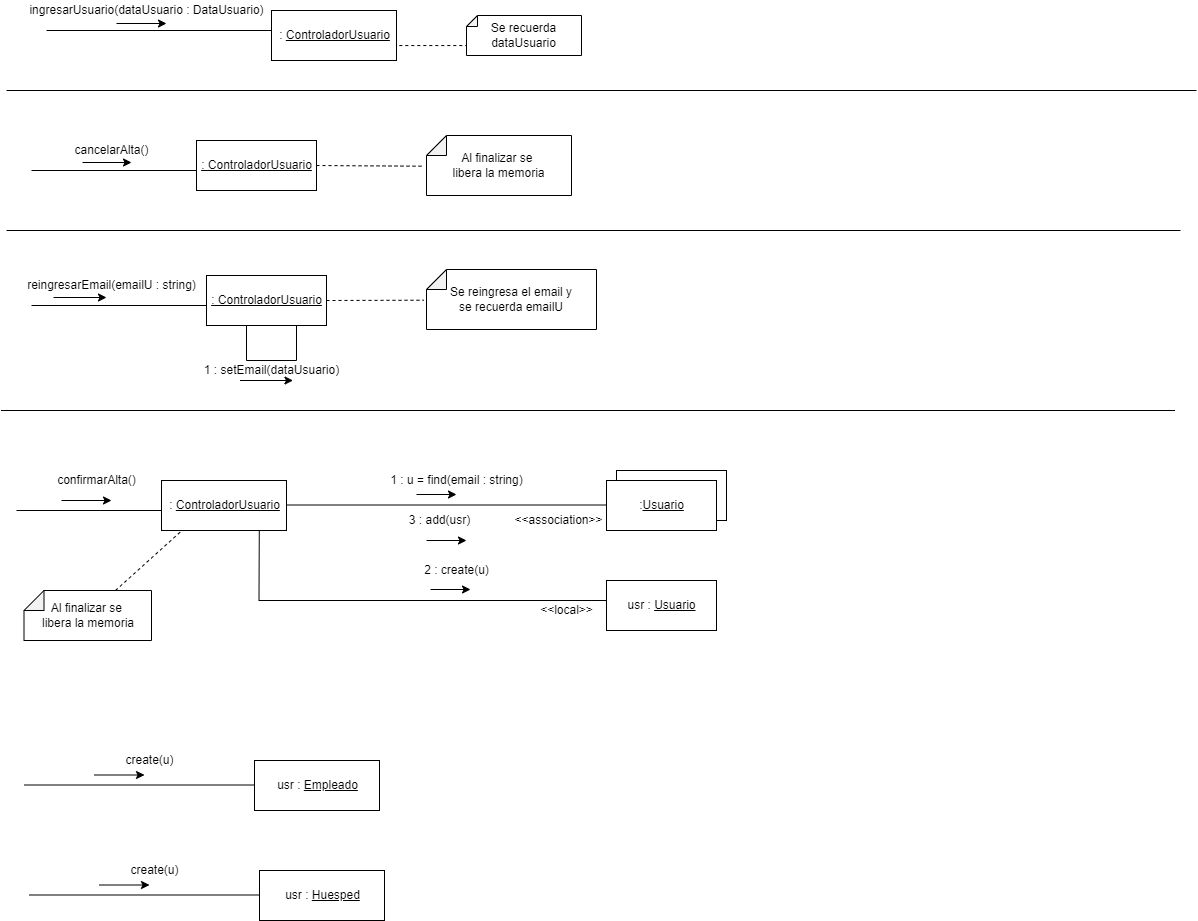 ingresarUsuario(dataUsuario : DataUsuario)
: ControladorUsuario
Se recuerda
dataUsuario
cancelarAlta()
: ControladorUsuario
Al finalizar se
libera la memoria
reingresarEmail(emailU : string)
: ControladorUsuario
Se reingresa el email y
se recuerda emailU
1 : setEmail(dataUsuario)
confirmarAlta()
: ControladorUsuario
1 : u = find(email : string)
:Usuario
3 : add(usr)
<<association>>
2 : create(u)
<<local>>
usr : Usuario
Al finalizar se
libera la memoria
create(u)
usr : Empleado
create(u)
usr : Huesped